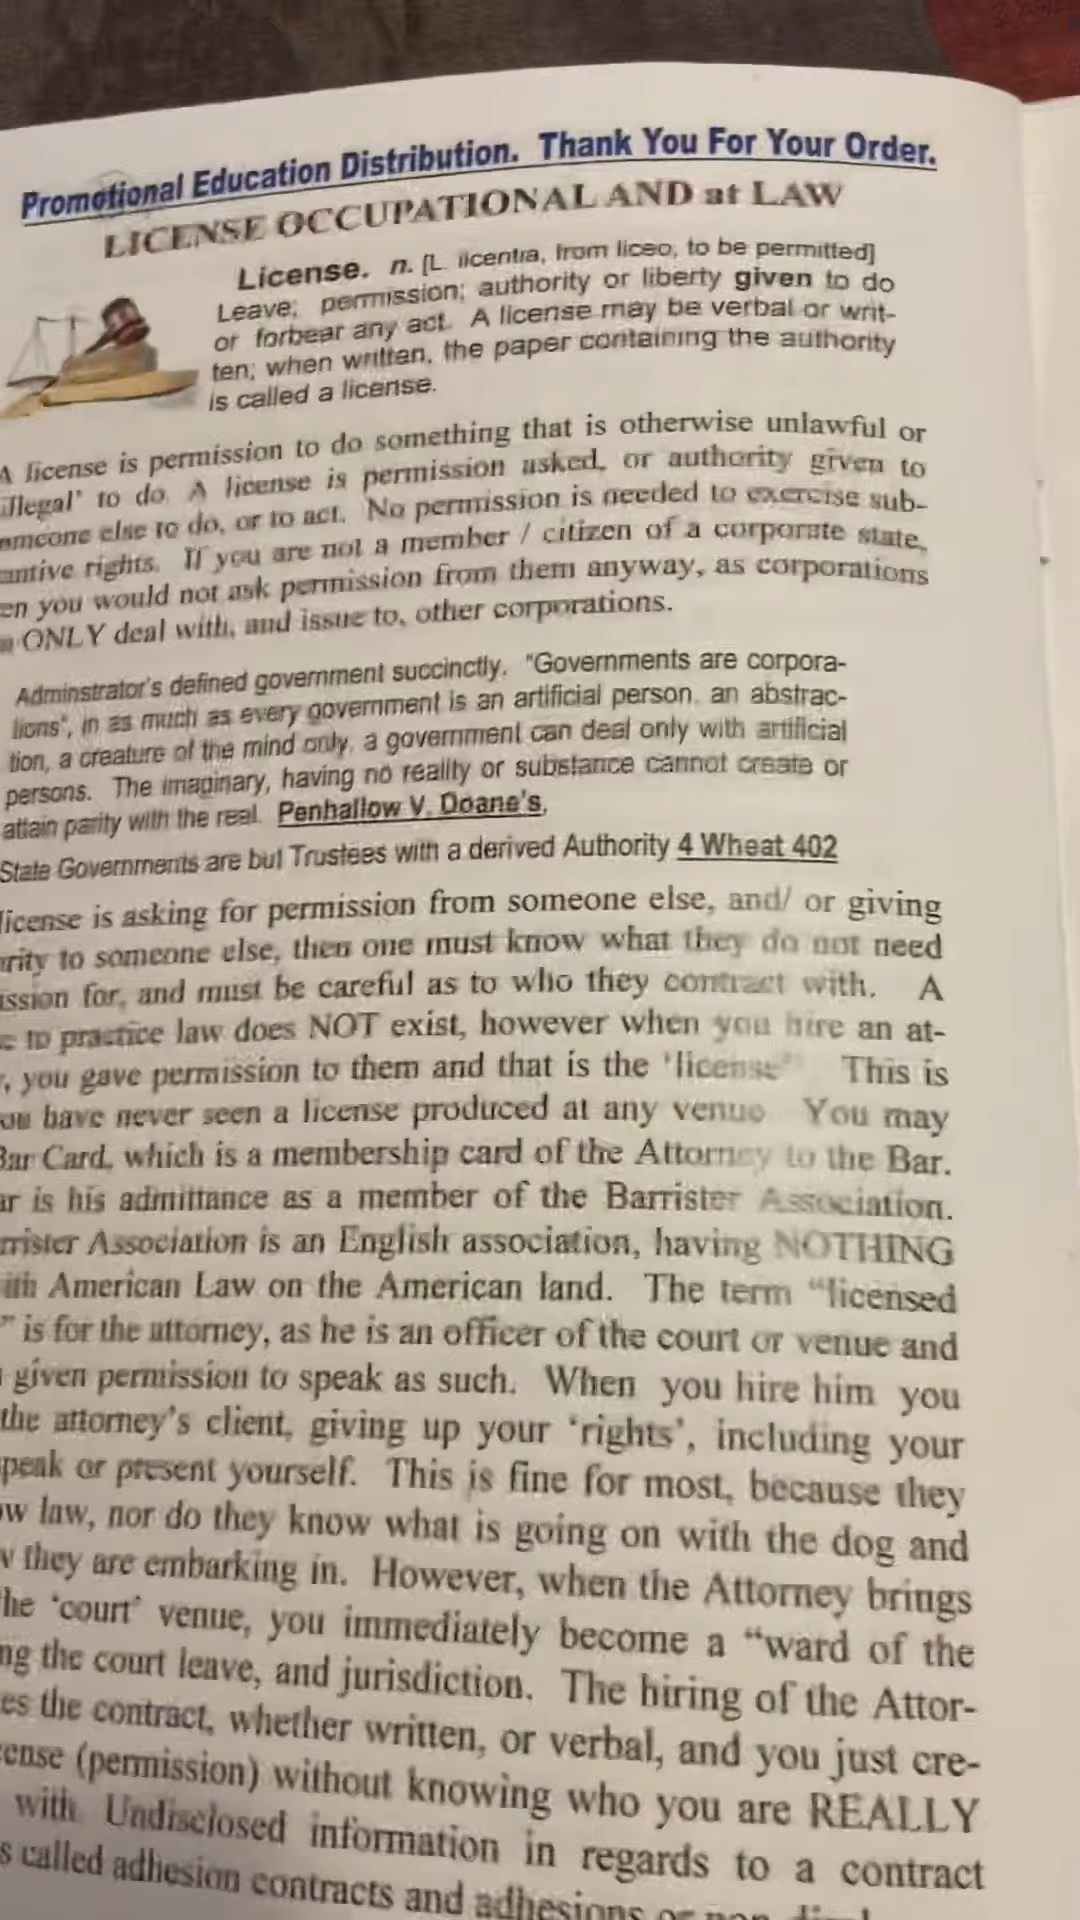 Promotional Education Distribution. Thank You For Your Order.
LICENSE OCCUPATIONAL AND at LAW
License. n. [L. licentia, from liceo, to be permitted]
Leave; permission; authority or liberty given to do
or forbear any act. A license may be verbal or writ-
ten; when written, the paper containing the authority
is called a license.
A license is permission to do something that is otherwise unlawful or
'illegal' to do. A license is permission asked, or authority given to
omeone else to do, or to act. No permission is needed to exercise sub-
antive rights. If you are not a member / citizen of a corporate state,
en you would not ask permission from them anyway, as corporations
ONLY deal with, and issue to, other corporations.
Adminstrator's defined government succinctly. "Governments are corpora-
tions", in as much as every government is an artificial person, an abstrac-
tion, a creature of the mind only, a government can deal only with artificial
persons. The imaginary, having no reality or substance cannot create or
attain parity with the real. Penhallow V. Doane's,
State Governments are but Trustees with a derived Authority 4 Wheat 402
license is asking for permission from someone else, and/ or giving
rity to someone else, then one must know what they do not need
ission for, and must be careful as to who they contract with. A
e to practice law does NOT exist, however when you hire an at-
, you gave permission to them and that is the 'license' This is
ou have never seen a license produced at any venue. You may
Bar Card, which is a membership card of the Attorney to the Bar.
ar is his admittance as a member of the Barrister Association.
rrister Association is an English association, having NOTHING
ith American Law on the American land. The term "licensed
" is for the attorney, as he is an officer of the court or venue and
given permission to speak as such. When you hire him you
the attorney's client, giving up your 'rights', including your
peak or present yourself. This is fine for most, because they
ow law, nor do they know what is going on with the dog and
w they are embarking in. However, when the Attorney brings
he 'court' venue, you immediately become a "ward of the
ng the court leave, and jurisdiction. The hiring of the Attor-
es the contract, whether written, or verbal, and you just cre-
cense (permission) without knowing who you are REALLY
with. Undisclosed information in regards to a contract
s called adhesion contracts and adhesions or non